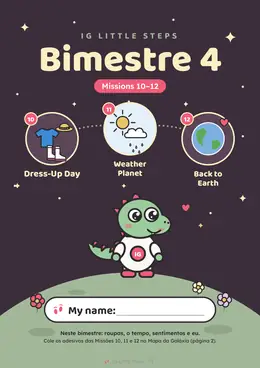 IG LITTLE STEPS
Bimestre 4
Missions 10–12
10
11
12
Dress-Up Day
Weather
Planet
Back to
Earth
IG
My name:
Neste bimestre: roupas, o tempo, sentimentos e eu.
Cole os adesivos das Missões 10, 11 e 12 no Mapa da Galáxia (página 2).